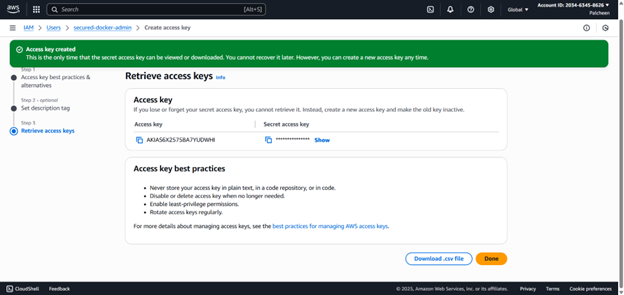 aws
Search
[Alt+S]
Global
Account ID: 2034-6345-8626
Patcheen
IAM > Users > secured-docker-admin > Create access key
Access key created
This is the only time that the secret access key can be viewed or downloaded. You cannot recover it later. However, you can create a new access key any time.
Step 1
Access key best practices &
alternatives
Step 2 - optional
Set description tag
Step 3
Retrieve access keys
Retrieve access keys Info
Access key
If you lose or forget your secret access key, you cannot retrieve it. Instead, create a new access key and make the old key inactive.
Access key
Secret access key
AKIAS6XZS75BA7YUDWHI
*************** Show
Access key best practices
• Never store your access key in plain text, in a code repository, or in code.
• Disable or delete access key when no longer needed.
• Enable least-privilege permissions.
• Rotate access keys regularly.
For more details about managing access keys, see the best practices for managing AWS access keys.
Download .csv file
Done
CloudShell
Feedback
© 2025, Amazon Web Services, Inc. or its affiliates.
Privacy
Terms
Cookie preferences